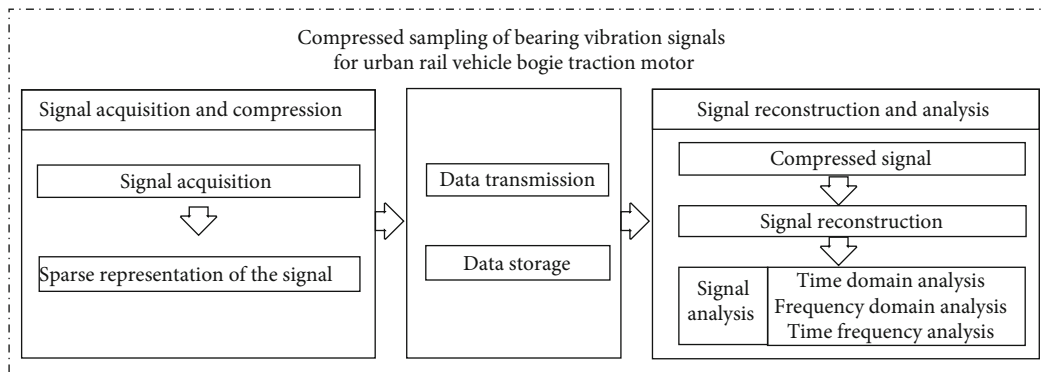 Compressed sampling of bearing vibration signals
for urban rail vehicle bogie traction motor
Signal acquisition and compression
Signal acquisition
Sparse representation of the signal
Data transmission
Data storage
Signal reconstruction and analysis
Compressed signal
Signal reconstruction
Signal
analysis
Time domain analysis
Frequency domain analysis
Time frequency analysis